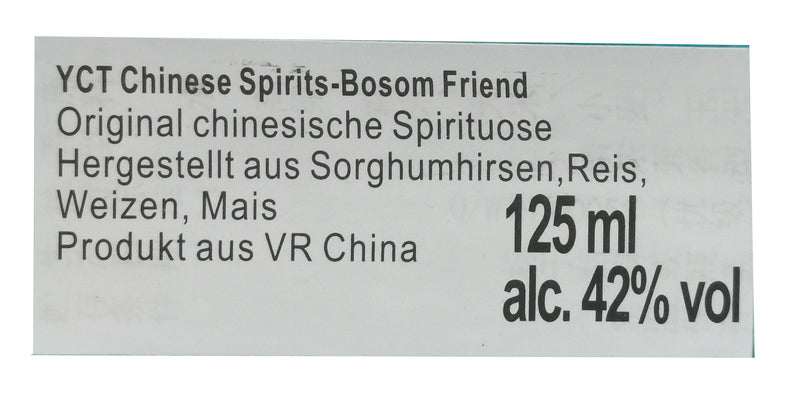 YCT Chinese Spirits-Bosom Friend
Original chinesische Spirituose
Hergestellt aus Sorghumhirsen,Reis,
Weizen, Mais
Produkt aus VR China
125 ml
alc. 42% vol